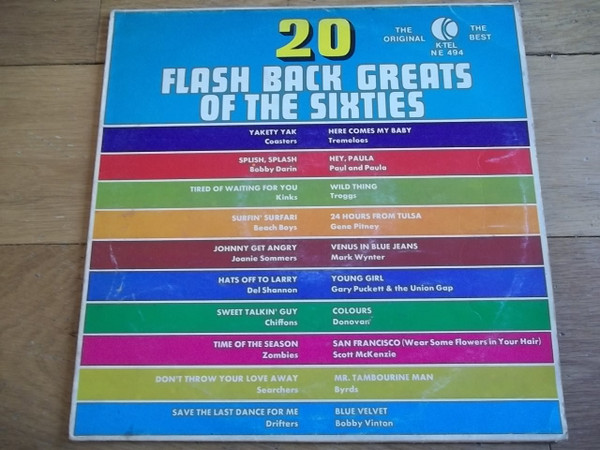 20
THE ORIGINAL
K
K-TEL
NE 494
THE BEST
FLASH BACK GREATS
OF THE SIXTIES
YAKETY YAK
Coasters
HERE COMES MY BABY
Tremeloes
SPLISH, SPLASH
Bobby Darin
HEY, PAULA
Paul and Paula
TIRED OF WAITING FOR YOU
Kinks
WILD THING
Troggs
SURFIN' SURFARI
Beach Boys
24 HOURS FROM TULSA
Gene Pitney
JOHNNY GET ANGRY
Joanie Sommers
VENUS IN BLUE JEANS
Mark Wynter
HATS OFF TO LARRY
Del Shannon
YOUNG GIRL
Gary Puckett & the Union Gap
SWEET TALKIN' GUY
Chiffons
COLOURS
Donovan
TIME OF THE SEASON
Zombies
SAN FRANCISCO (Wear Some Flowers in Your Hair)
Scott McKenzie
DON'T THROW YOUR LOVE AWAY
Searchers
MR. TAMBOURINE MAN
Byrds
SAVE THE LAST DANCE FOR ME
Drifters
BLUE VELVET
Bobby Vinton